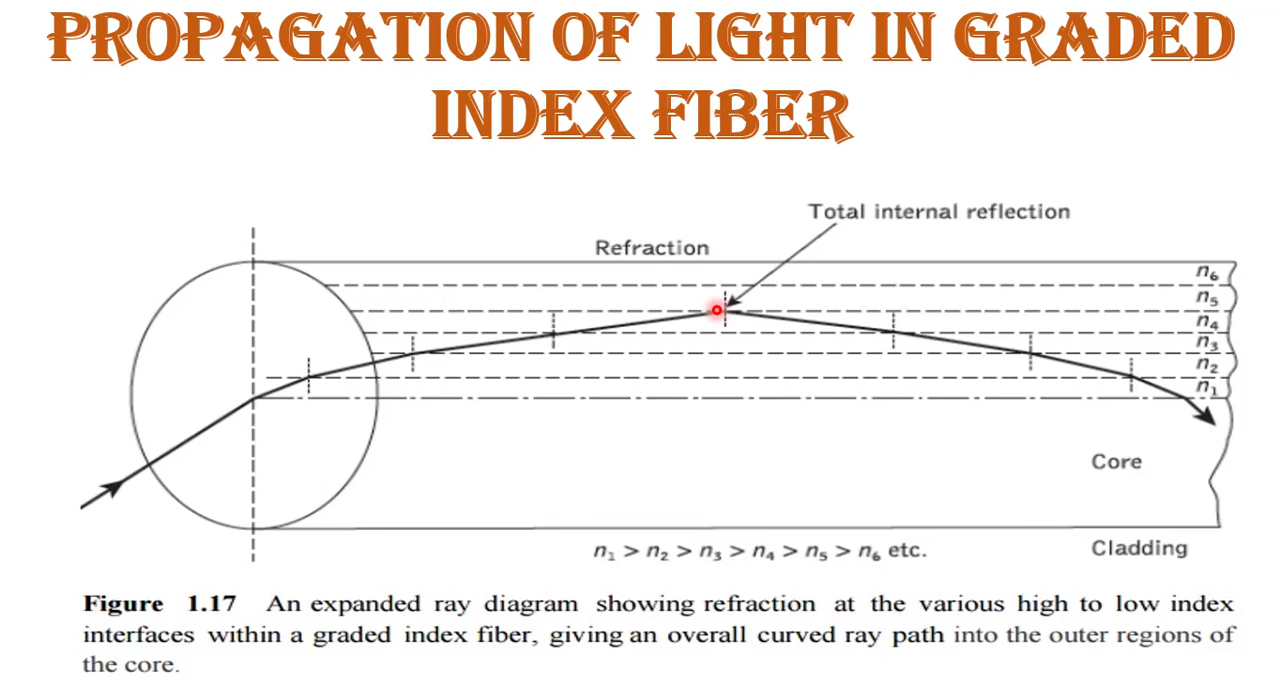 PROPAGATION OF LIGHT IN GRADED
INDEX FIBER
Total internal reflection
Refraction
n₆
n₅
n₄
n₃
n₂
n₁
Core
n₁ > n₂ > n₃ > n₄ > n₅ > n₆ etc.
Cladding
Figure 1.17 An expanded ray diagram showing refraction at the various high to low index
interfaces within a graded index fiber, giving an overall curved ray path into the outer regions of
the core.